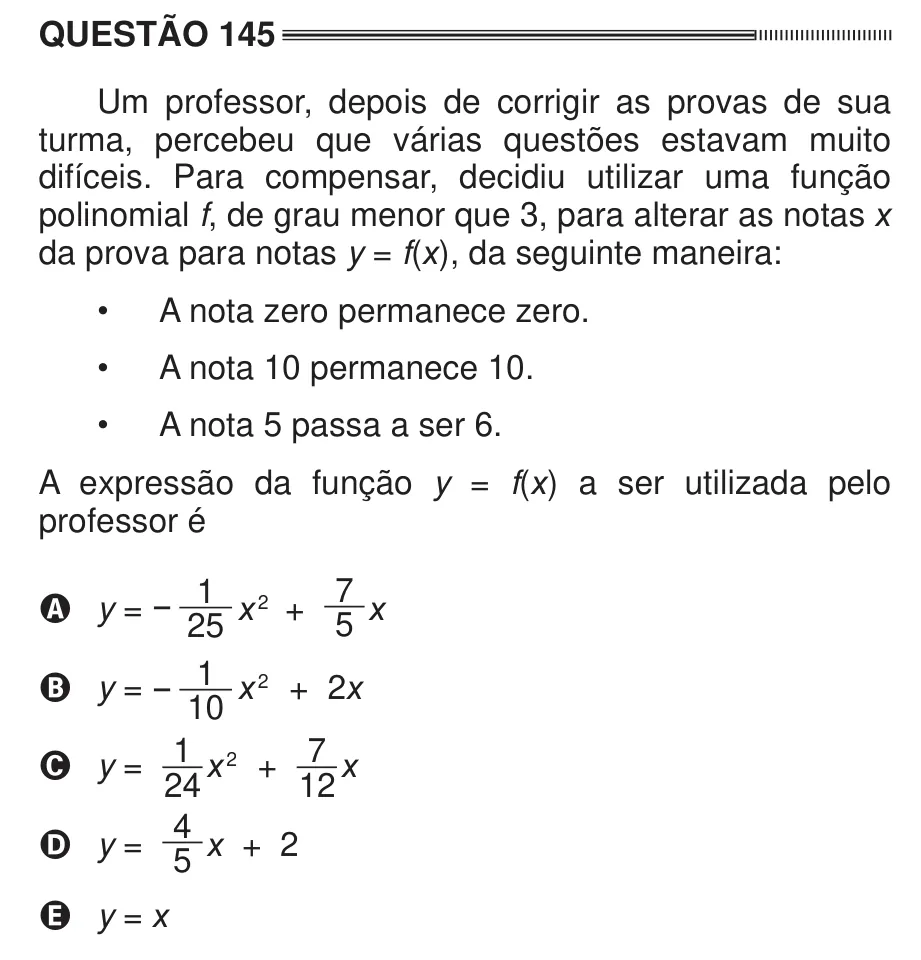 QUESTÃO 145
Um professor, depois de corrigir as provas de sua
turma, percebeu que várias questões estavam muito
difíceis. Para compensar, decidiu utilizar uma função
polinomial f, de grau menor que 3, para alterar as notas x
da prova para notas y = f(x), da seguinte maneira:
• A nota zero permanece zero.
• A nota 10 permanece 10.
• A nota 5 passa a ser 6.
A expressão da função y = f(x) a ser utilizada pelo
professor é
A y = − 1/25 x² + 7/5 x
B y = − 1/10 x² + 2x
C y = 1/24 x² + 7/12 x
D y = 4/5 x + 2
E y = x